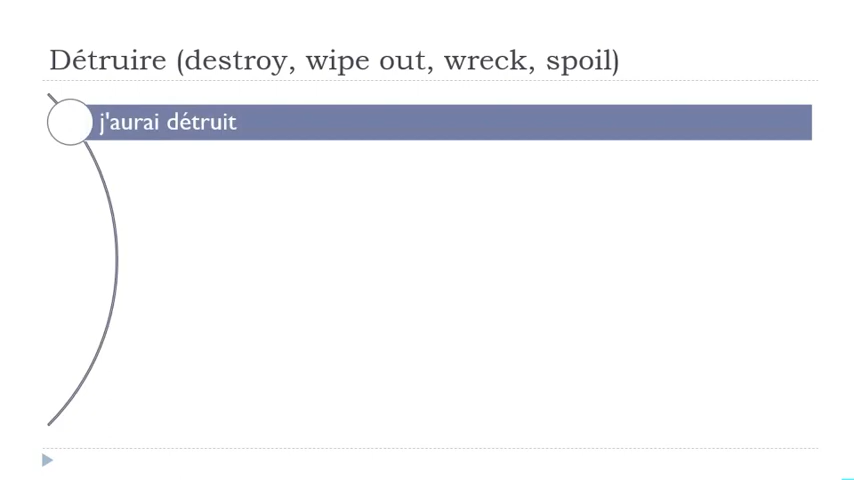 Détruire (destroy, wipe out, wreck, spoil)
j'aurai détruit